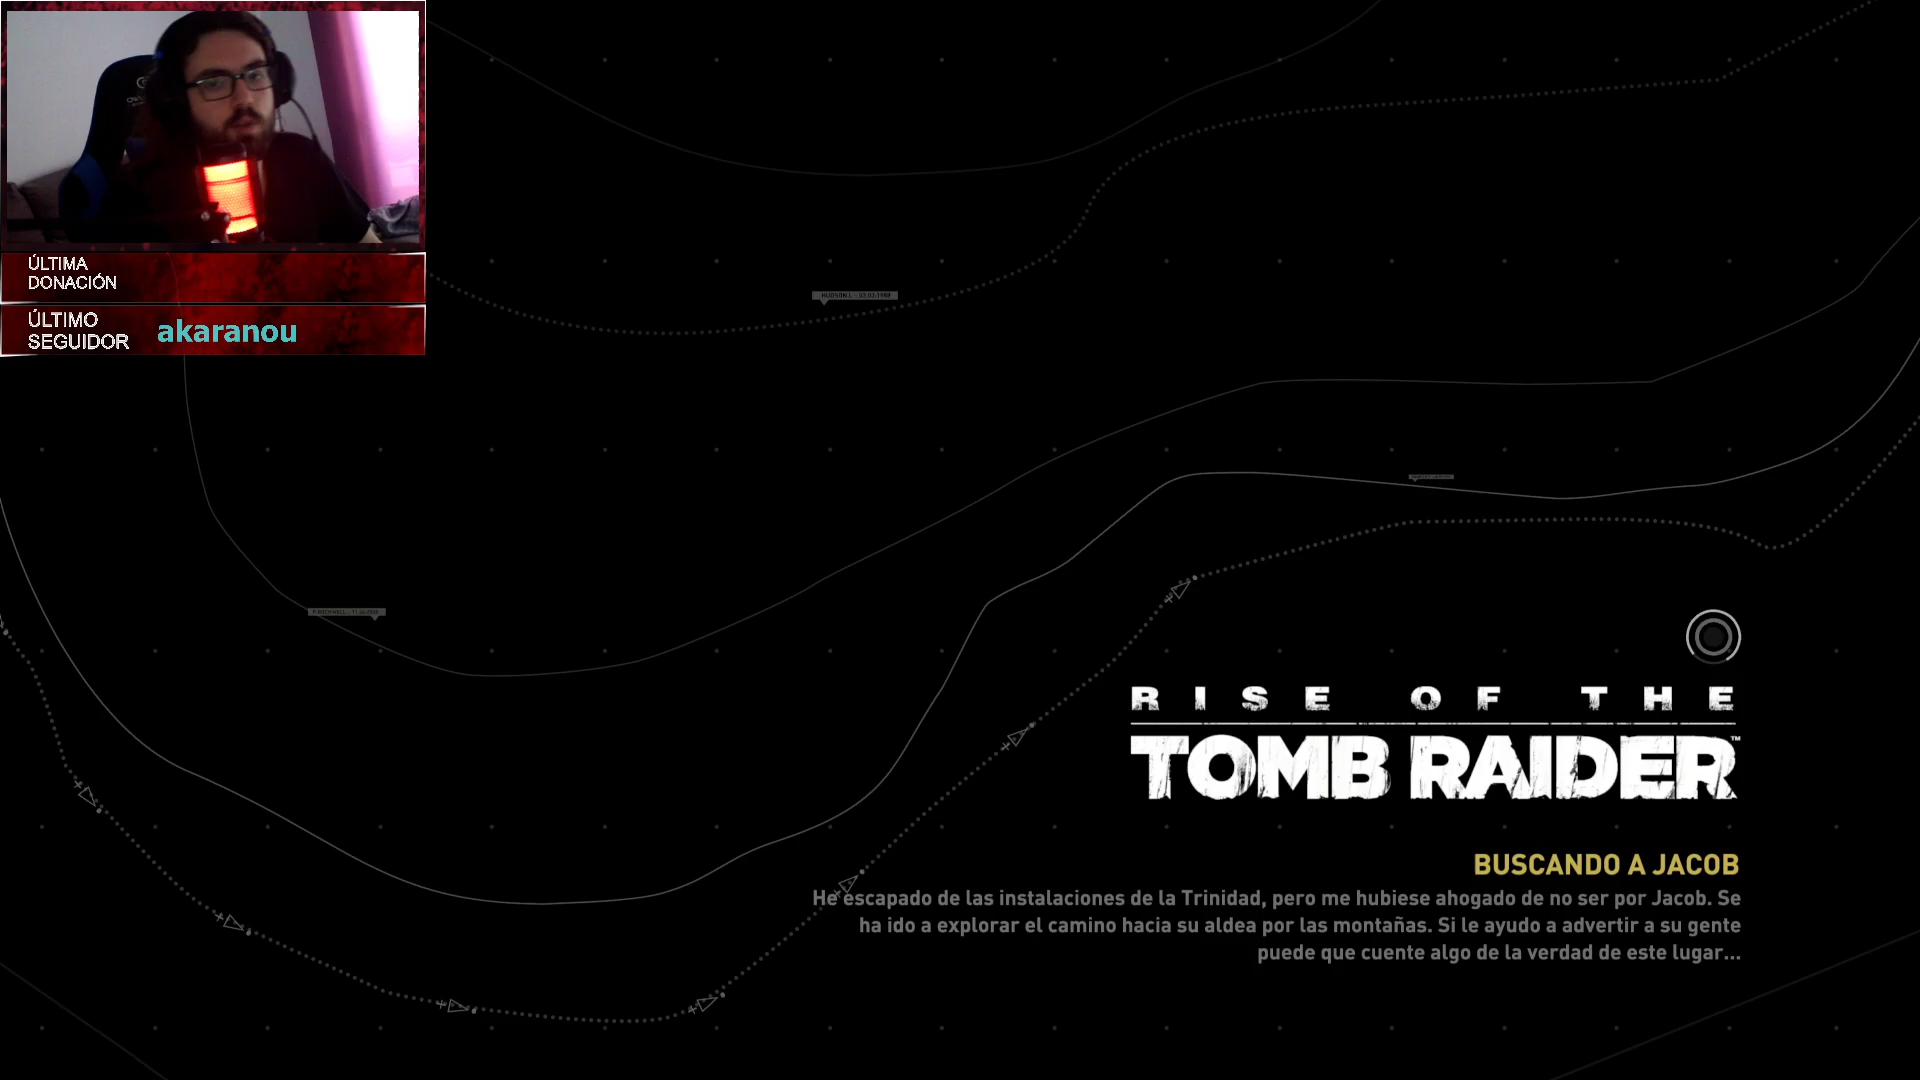 ÚLTIMA
DONACIÓN
ÚLTIMO
SEGUIDOR
akaranou
RISE OF THE
TOMB RAIDER™
BUSCANDO A JACOB
He escapado de las instalaciones de la Trinidad, pero me hubiese ahogado de no ser por Jacob. Se
ha ido a explorar el camino hacia su aldea por las montañas. Si le ayudo a advertir a su gente
puede que cuente algo de la verdad de este lugar...